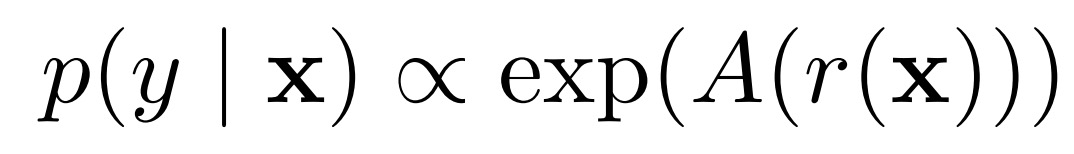 p(y | x) ∝ exp(A(r(x)))